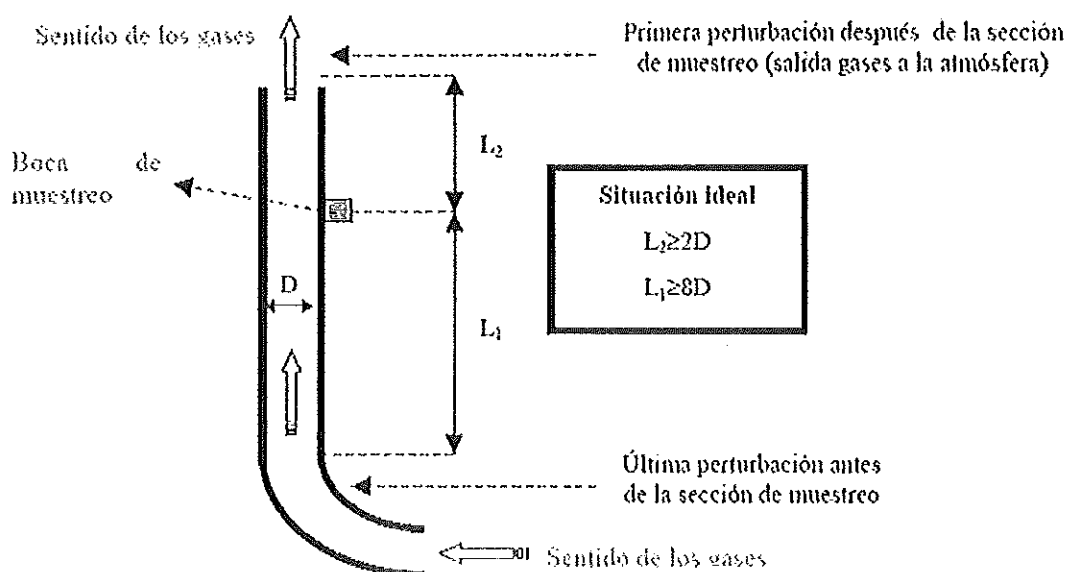 Sentido de los gases
Primera perturbación después de la sección
de muestreo (salida gases a la atmósfera)
L2
Boca de
muestreo
Situación ideal
L2≥2D
L1≥8D
D
L1
Última perturbación antes
de la sección de muestreo
Sentido de los gases